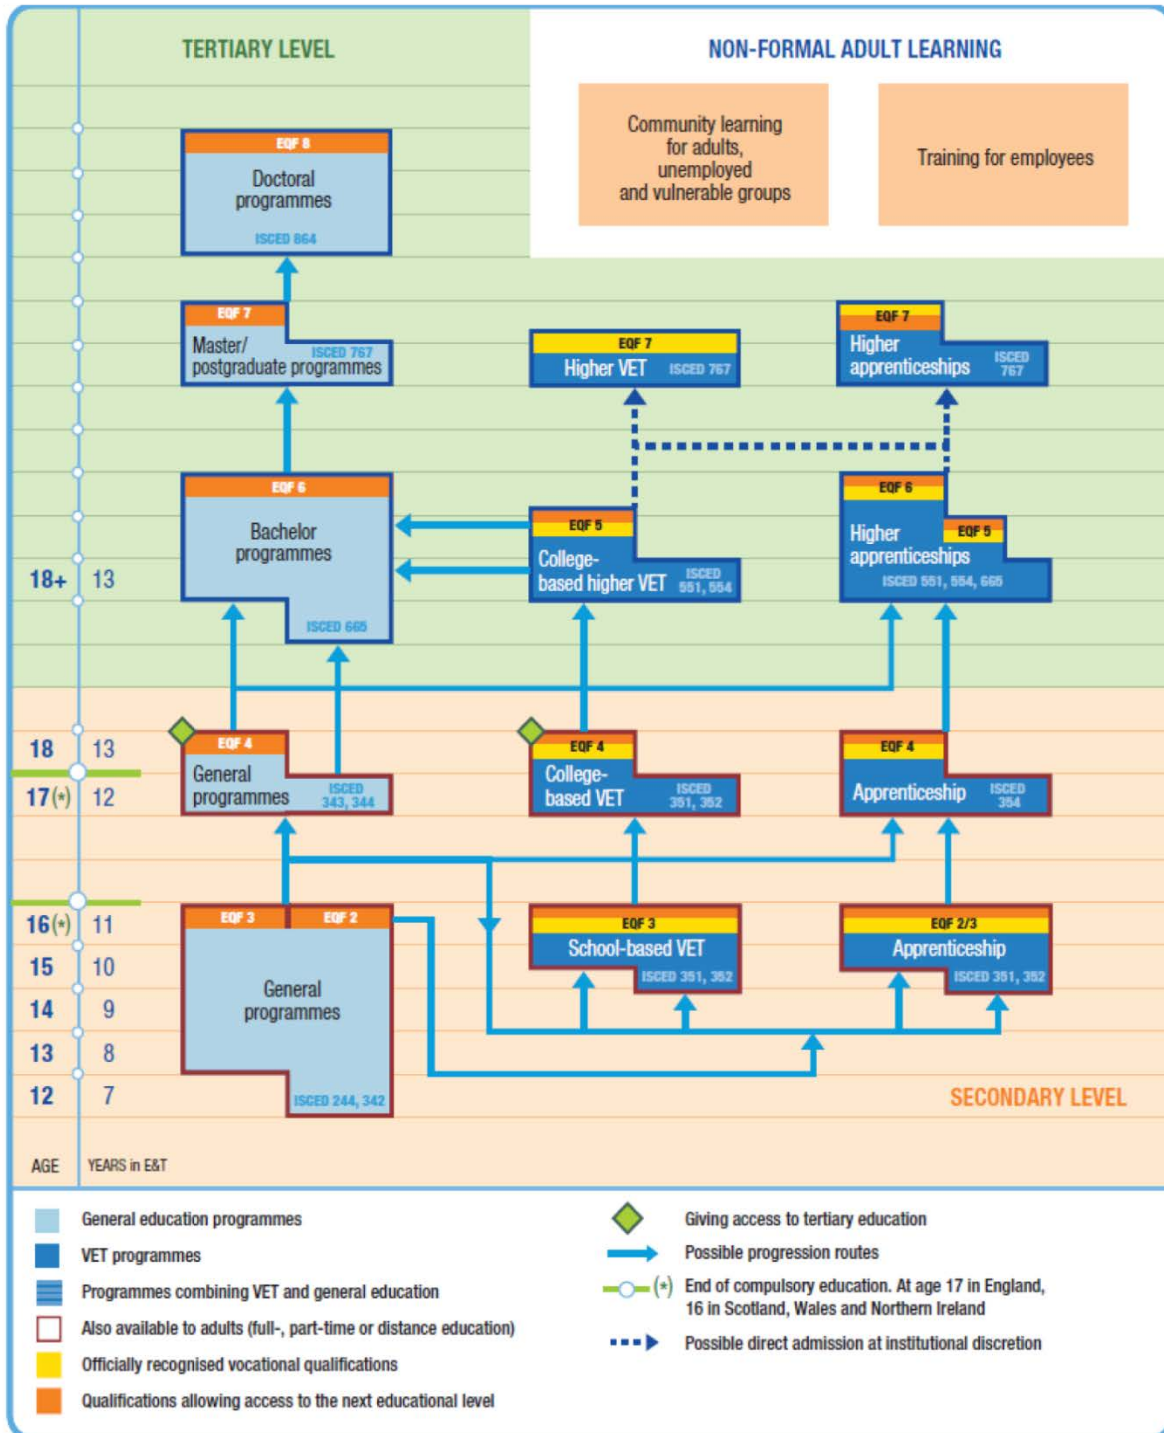 TERTIARY LEVEL
NON-FORMAL ADULT LEARNING
Community learning
for adults,
unemployed
and vulnerable groups
Training for employees
EQF 8
Doctoral
programmes
ISCED 864
EQF 7
Master/
postgraduate programmes
ISCED 767
EQF 7
Higher VET
ISCED 767
EQF 7
Higher
apprenticeships
ISCED
767
EQF 6
Bachelor
programmes
ISCED 665
EQF 5
College-
based higher VET
ISCED
551, 554
EQF 6
EQF 5
Higher
apprenticeships
ISCED 551, 554, 665
18+ 13
18 13
17(*) 12
EQF 4
General
programmes
ISCED
343, 344
EQF 4
College-
based VET
ISCED
351, 352
EQF 4
Apprenticeship
ISCED
354
16(*) 11
15 10
14 9
13 8
12 7
EQF 3
EQF 2
General
programmes
ISCED 244, 342
EQF 3
School-based VET
ISCED 351, 352
EQF 2/3
Apprenticeship
ISCED 351, 352
SECONDARY LEVEL
AGE
YEARS in E&T
General education programmes
VET programmes
Programmes combining VET and general education
Also available to adults (full-, part-time or distance education)
Officially recognised vocational qualifications
Qualifications allowing access to the next educational level
Giving access to tertiary education
Possible progression routes
(*) End of compulsory education. At age 17 in England,
16 in Scotland, Wales and Northern Ireland
Possible direct admission at institutional discretion